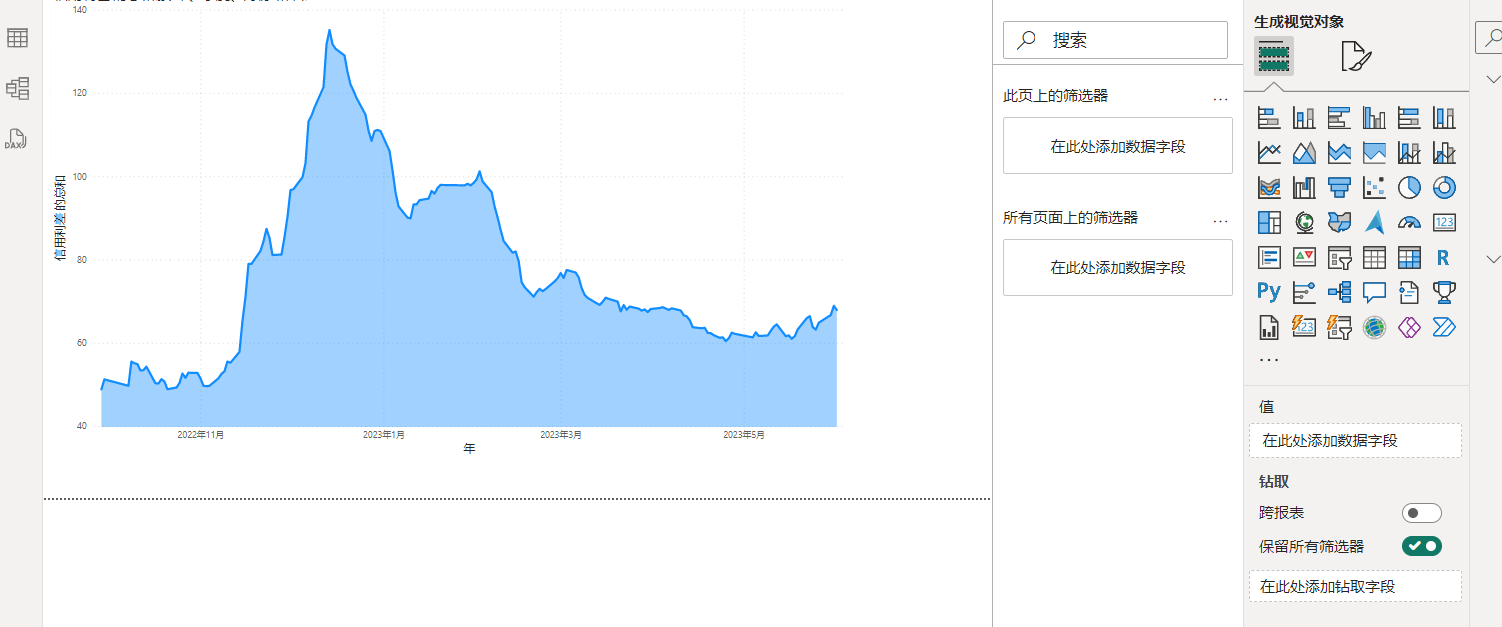 140
120
100
80
60
40
信用利差的总和
2022年11月
2023年1月
2023年3月
2023年5月
年
DAX
搜索
此页上的筛选器
...
在此处添加数据字段
所有页面上的筛选器
...
在此处添加数据字段
生成视觉对象
123
R
Py
123
...
值
在此处添加数据字段
钻取
跨报表
保留所有筛选器
在此处添加钻取字段